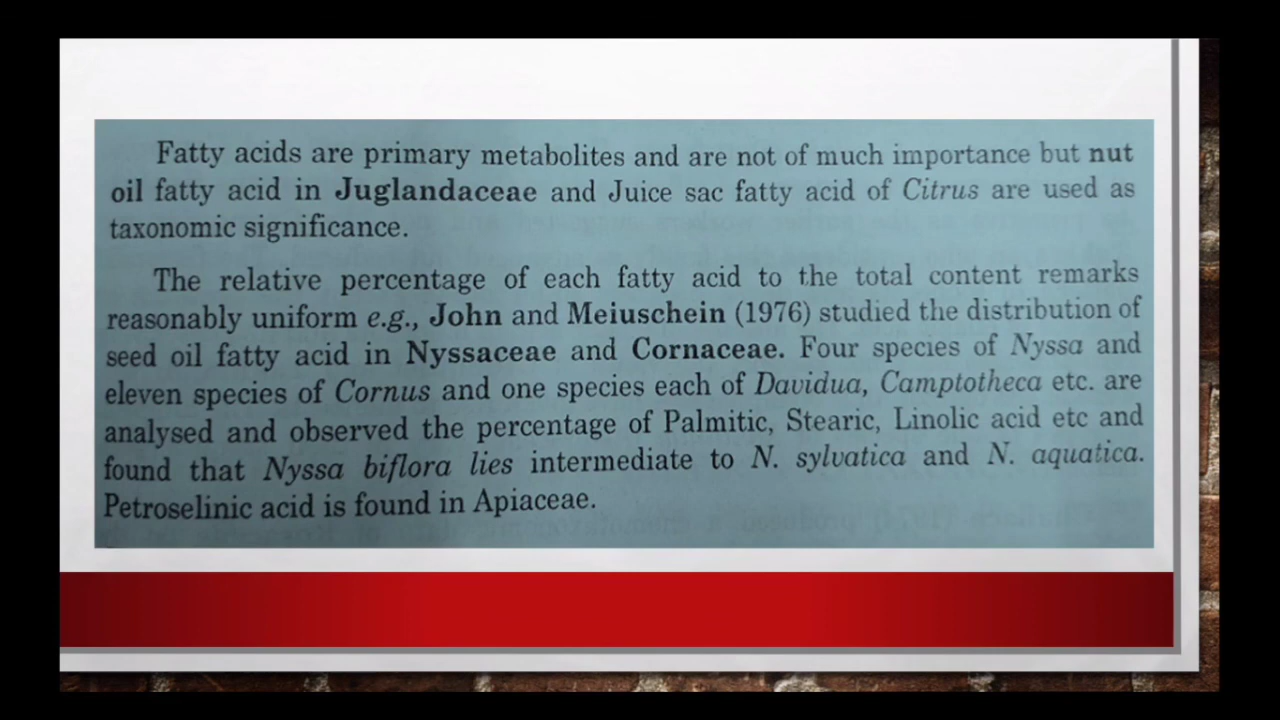 Fatty acids are primary metabolites and are not of much importance but nut
oil fatty acid in Juglandaceae and Juice sac fatty acid of Citrus are used as
taxonomic significance.
The relative percentage of each fatty acid to the total content remarks
reasonably uniform e.g., John and Meiuschein (1976) studied the distribution of
seed oil fatty acid in Nyssaceae and Cornaceae. Four species of Nyssa and
eleven species of Cornus and one species each of Davidua, Camptotheca etc. are
analysed and observed the percentage of Palmitic, Stearic, Linolic acid etc and
found that Nyssa biflora lies intermediate to N. sylvatica and N. aquatica.
Petroselinic acid is found in Apiaceae.